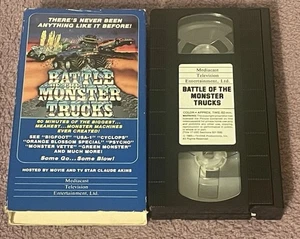 THERE'S NEVER BEEN
ANYTHING LIKE IT BEFORE!
BATTLE
OF THE
MONSTER
TRUCKS
60 MINUTES OF THE BIGGEST...
MEANEST... MONSTER MACHINES
EVER CREATED!
SEE "BIGFOOT" "USA-1" "CYCLOPS"
"ORANGE BLOSSOM SPECIAL" "PSYCHO"
"MONSTER VETTE" "GREEN MONSTER"
AND MUCH MORE!
Some Go...Some Blow!
HOSTED BY MOVIE AND TV STAR CLAUDE AKINS
Mediacast
Television
Entertainment, Ltd.
Mediacast
Television
Entertainment, Ltd.
BATTLE OF THE MONSTER
TRUCKS